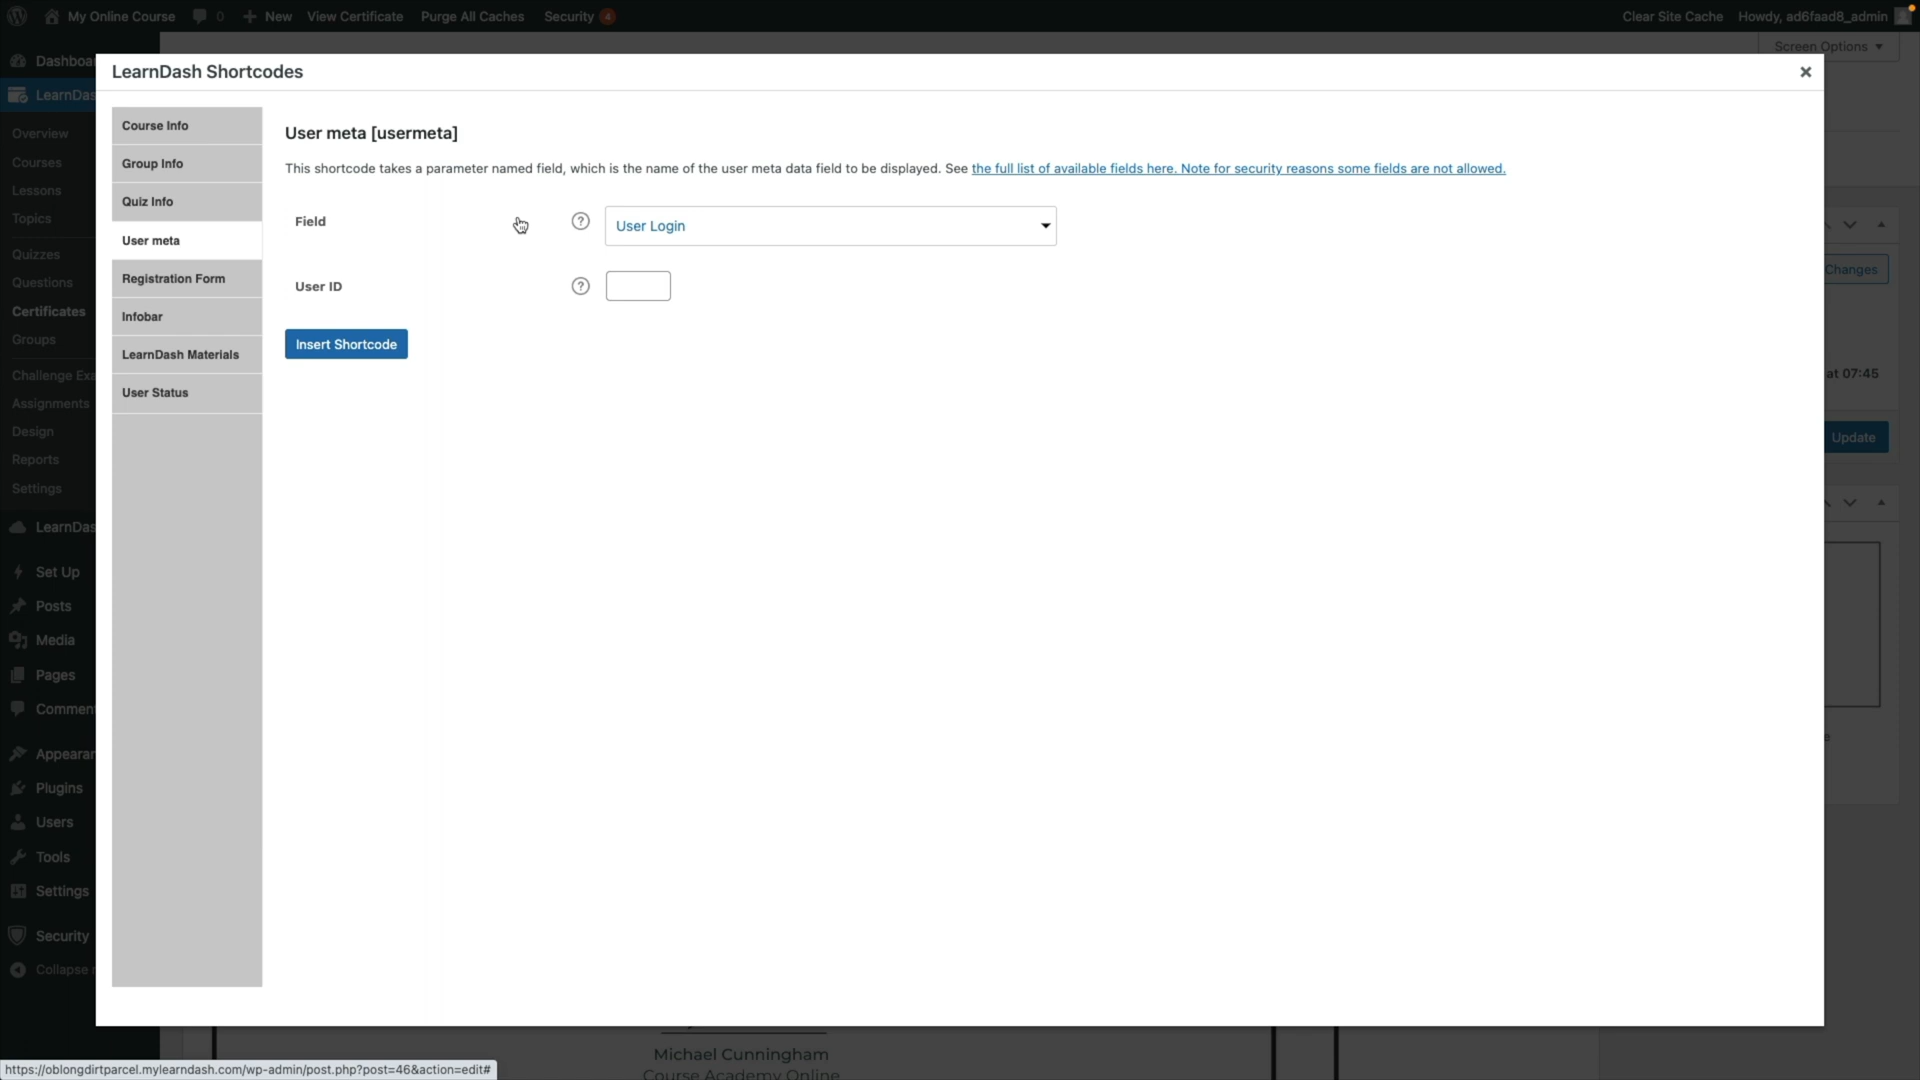 My Online Course 0 New View Certificate Purge All Caches Security 4 Clear Site Cache Howdy, ad6faad8_admin
Screen Options
Dashboa
LearnDas
Overview
Courses
Lessons
Topics
Quizzes
Questions
Certificates
Groups
Challenge Exa
Assignments
Design
Reports
Settings
LearnDas
Set Up
Posts
Media
Pages
Commen
Appearan
Plugins
Users
Tools
Settings
Security
Collapse
LearnDash Shortcodes
Course Info
Group Info
Quiz Info
User meta
Registration Form
Infobar
LearnDash Materials
User Status
User meta [usermeta]
This shortcode takes a parameter named field, which is the name of the user meta data field to be displayed. See the full list of available fields here. Note for security reasons some fields are not allowed.
Field ? User Login
User ID ?
Insert Shortcode
Changes
at 07:45
Update
e
Michael Cunningham
Course Academy Online
https://oblongdirtparcel.mylearndash.com/wp-admin/post.php?post=46&action=edit#